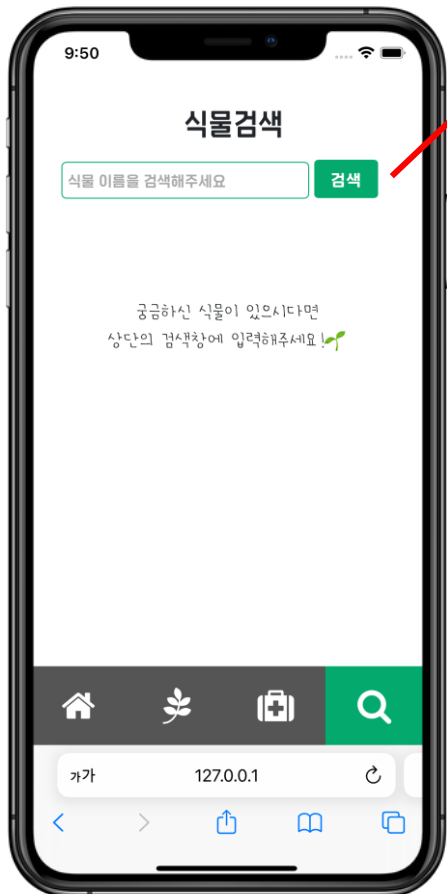 9:50
식물검색
식물 이름을 검색해주세요 검색
궁금하신 식물이 있으시다면
상단의 검색창에 입력해주세요!🌱
가가 127.0.0.1